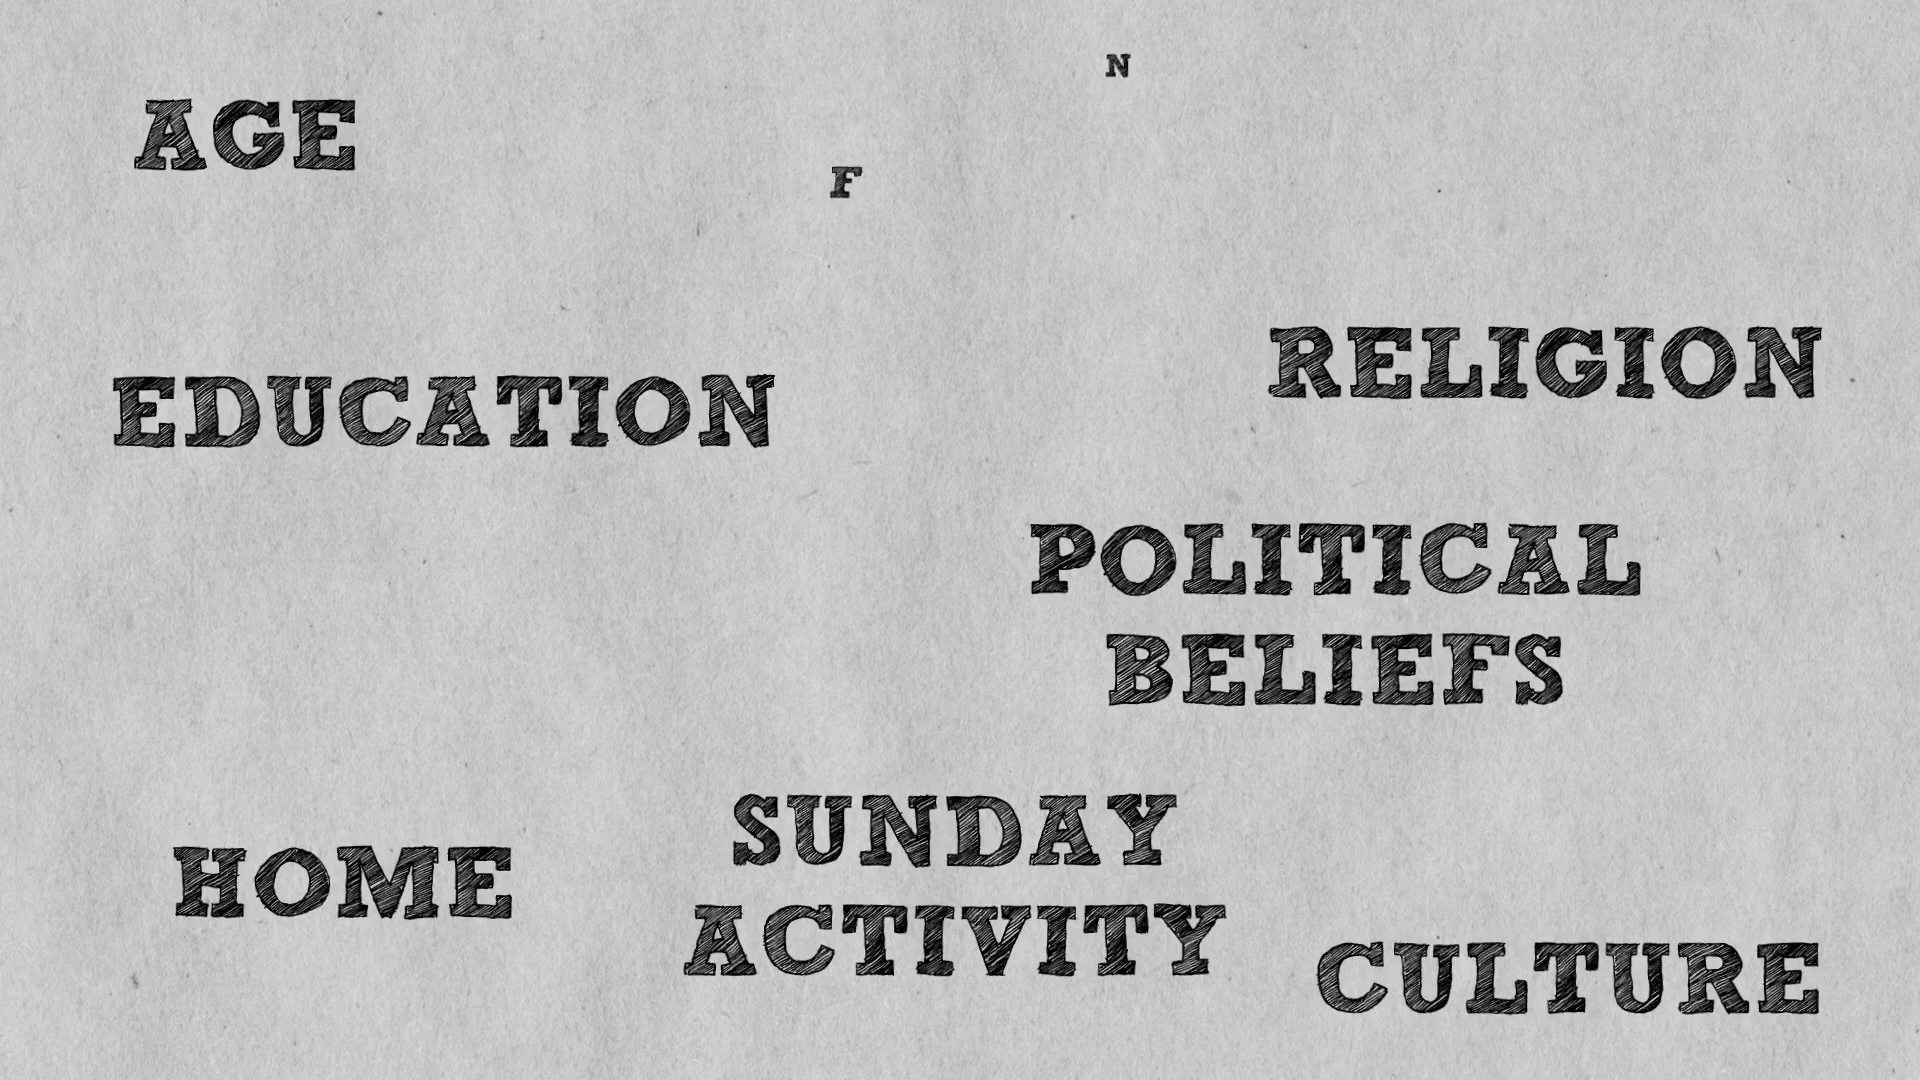 N
AGE
F
RELIGION
EDUCATION
POLITICAL
BELIEFS
SUNDAY
ACTIVITY
HOME
CULTURE